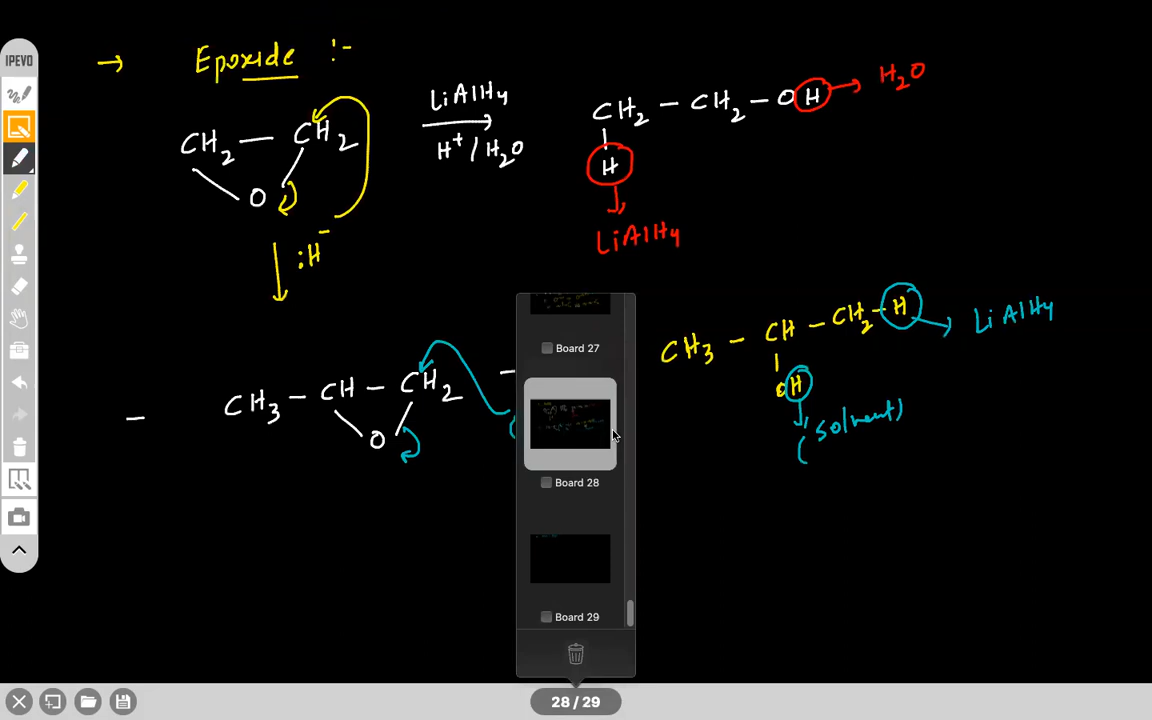 IPEVO
→ Epoxide :-
CH2 — CH2
O
:H⁻
LiAlH4
H+ / H2O
CH2 — CH2 — OH → H2O
H
LiAlH4
— CH3 — CH — CH2 —
O
CH3 — CH — CH2 — H → LiAlH4
OH
(solvent)
Board 27
Board 28
Board 29
28 / 29